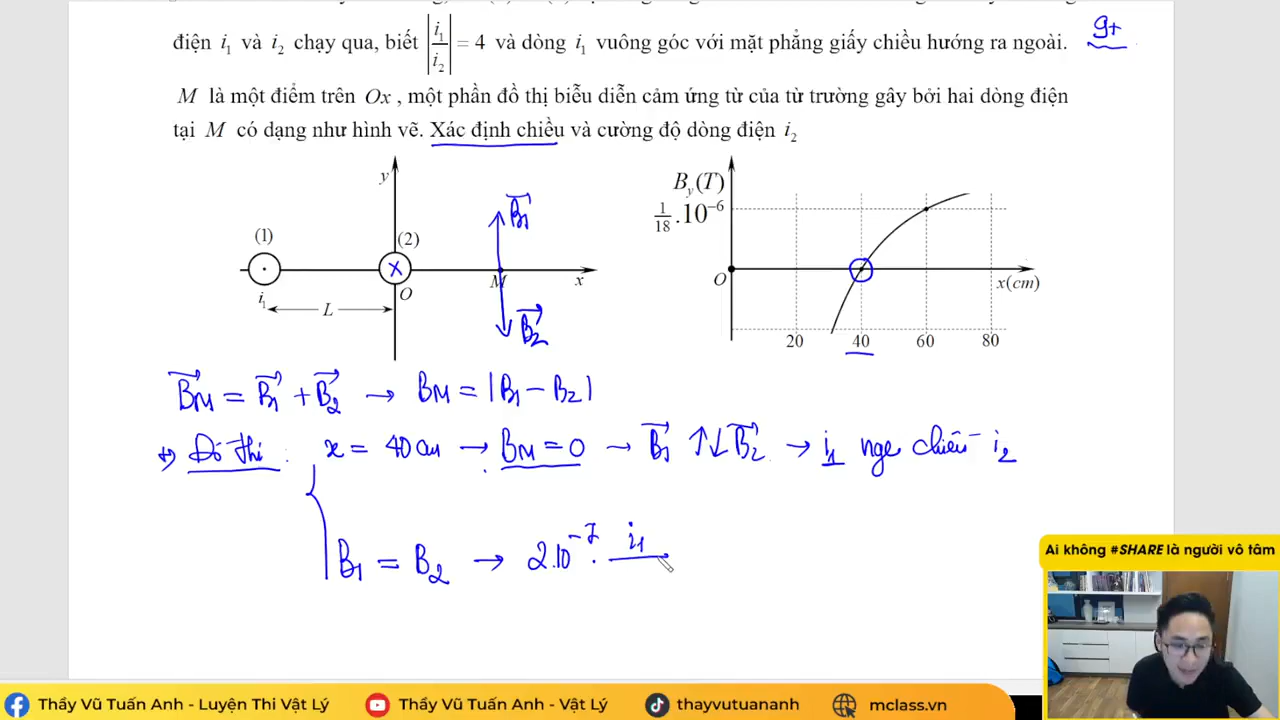 điện i₁ và i₂ chạy qua, biết |i₁/i₂| = 4 và dòng i₁ vuông góc với mặt phẳng giấy chiều hướng ra ngoài.
M là một điểm trên Ox, một phần đồ thị biễu diễn cảm ứng từ của từ trường gây bởi hai dòng điện
tại M có dạng như hình vẽ. Xác định chiều và cường độ dòng điện i₂
y
(1)
(2)
B⃗₁
i₁
L
O
M
x
B⃗₂
B_y(T)
1/18 .10⁻⁶
O
x(cm)
20 40 60 80
B⃗M = B⃗₁ + B⃗₂ → BM = |B₁ − B₂|
Đồ thị : x = 40cm → BM = 0 → B⃗₁ ↑↓ B⃗₂ → i₁ ngc chiều i₂
B₁ = B₂ → 2.10⁻⁷ . i₁
Ai không #SHARE là người vô tâm
Thầy Vũ Tuấn Anh - Luyện Thi Vật Lý
Thầy Vũ Tuấn Anh - Luyện Thi Vật Lý
thayvutuananh
mclass.vn